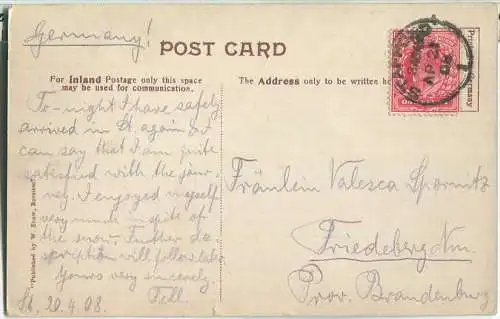 Germany!
POST CARD
For Inland Postage only this space
may be used for communication.
The Address only to be written here
To-night I have safely
arrived in St. again &
can say that I am quite
satisfied with the jour-
ney. I enjoyed myself
very much in spite of
the snow. Further de-
scription will follow later.
Yours very sincerely
St. 29.4.08.
Fräulein Valesca Spornitz
Friedeberg Nm.
Prov. Brandenburg
"Published by W. Shaw, Burslem"
Germany